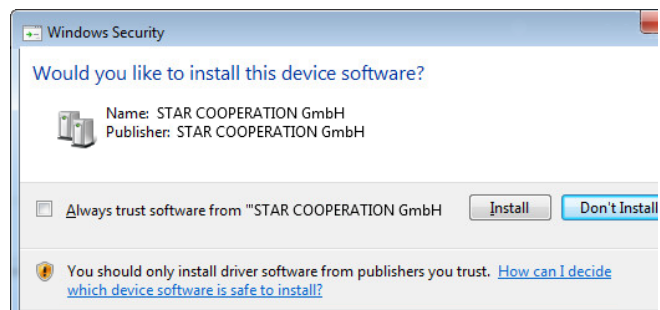 Windows Security
Would you like to install this device software?
Name: STAR COOPERATION GmbH
Publisher: STAR COOPERATION GmbH
Always trust software from "'STAR COOPERATION GmbH Install Don't Install
You should only install driver software from publishers you trust. How can I decide
which device software is safe to install?